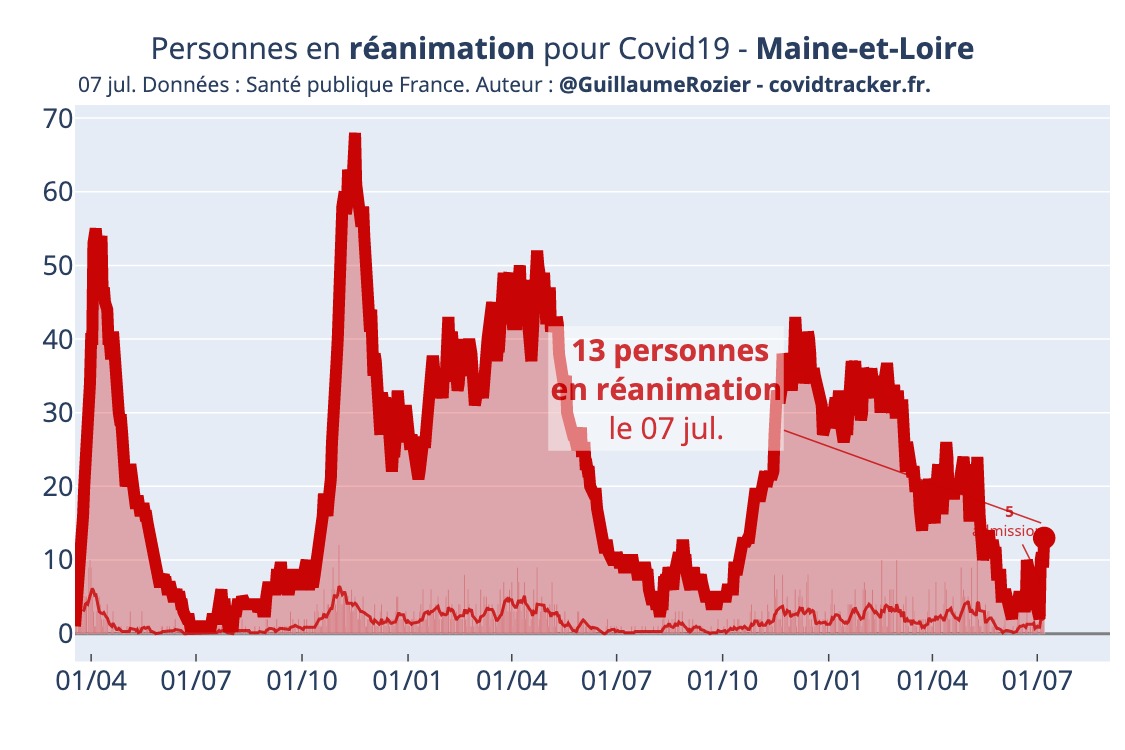 Personnes en réanimation pour Covid19 - Maine-et-Loire
07 jul. Données : Santé publique France. Auteur : @GuillaumeRozier - covidtracker.fr.
70
60
50
40
30
20
10
0
13 personnes
en réanimation
le 07 jul.
5
01/04 01/07 01/10 01/01 01/04 01/07 01/10 01/01 01/04 01/07